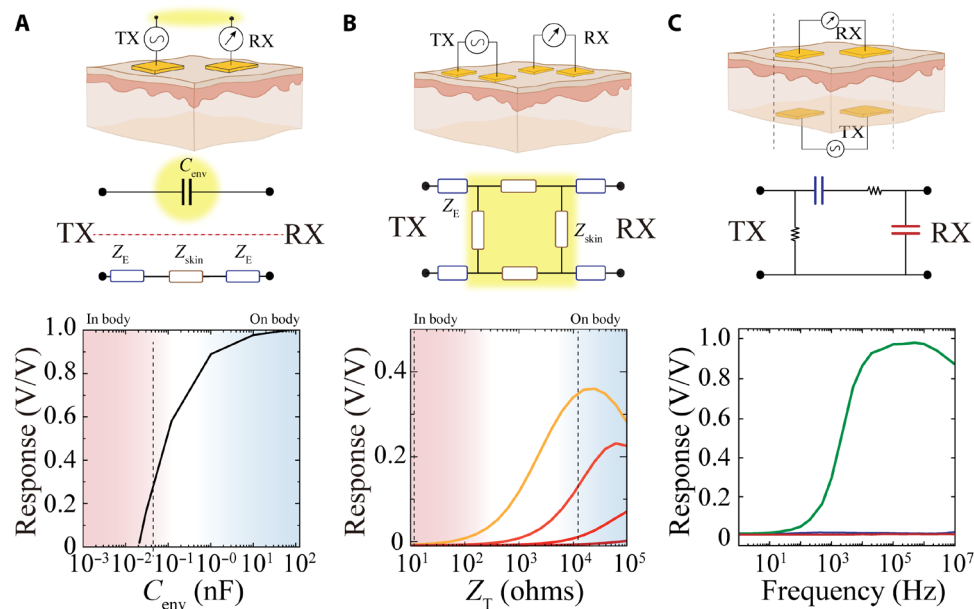 A
TX
RX
C_env
TX
RX
Z_E
Z_skin
Z_E
In body
On body
1.0
0.8
0.6
0.4
0.2
0
Response (V/V)
10^−3 10^−2 10^−1 10^−0 10^1 10^2
C_env (nF)
B
TX
RX
Z_E
TX
Z_skin
RX
In body
On body
0.4
0.2
0
Response (V/V)
10^1 10^2 10^3 10^4 10^5
Z_T (ohms)
C
RX
TX
TX
RX
1.0
0.8
0.6
0.4
0.2
0
Response (V/V)
10^1 10^3 10^5 10^6 10^7
Frequency (Hz)